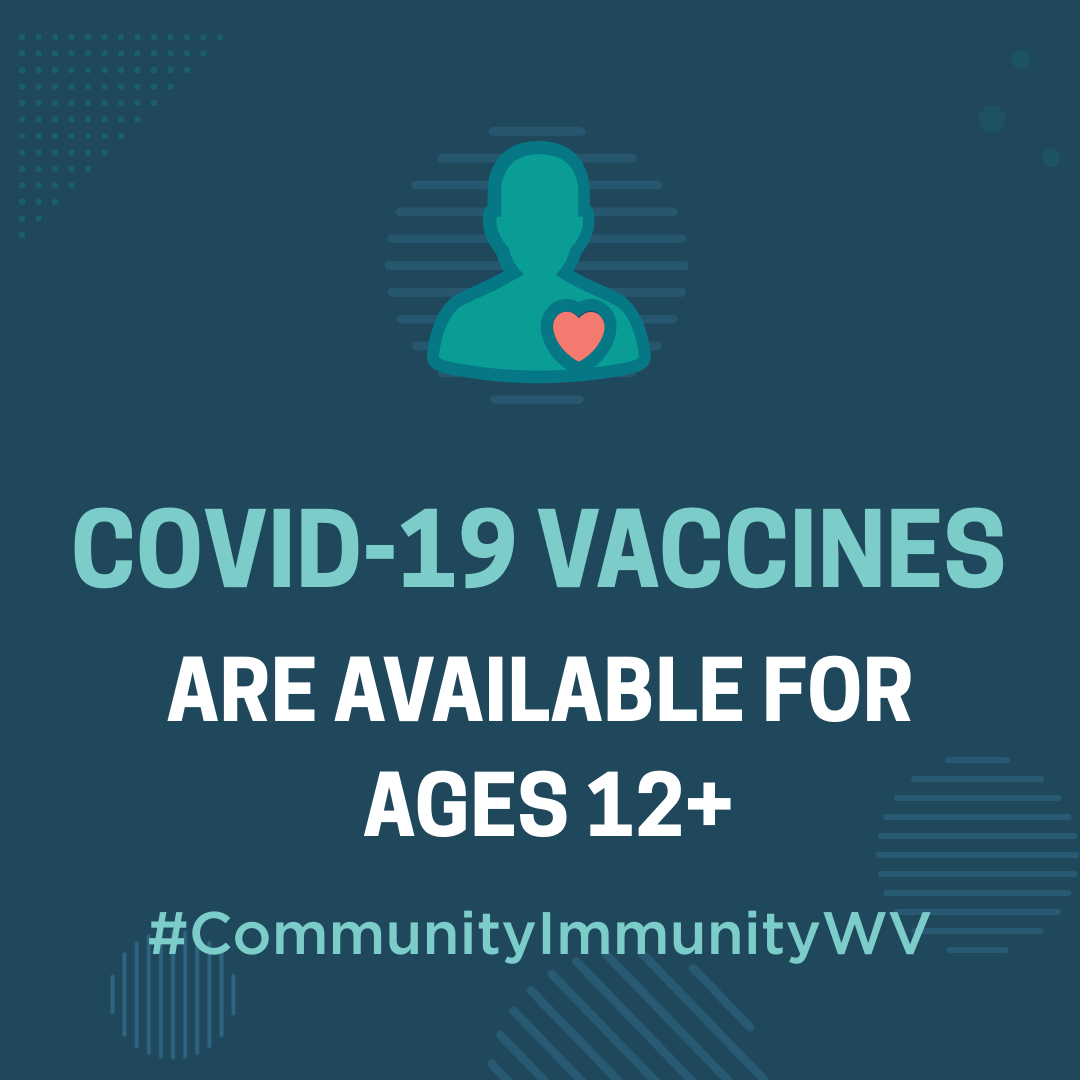 COVID-19 VACCINES
ARE AVAILABLE FOR
AGES 12+
#CommunityImmunityWV